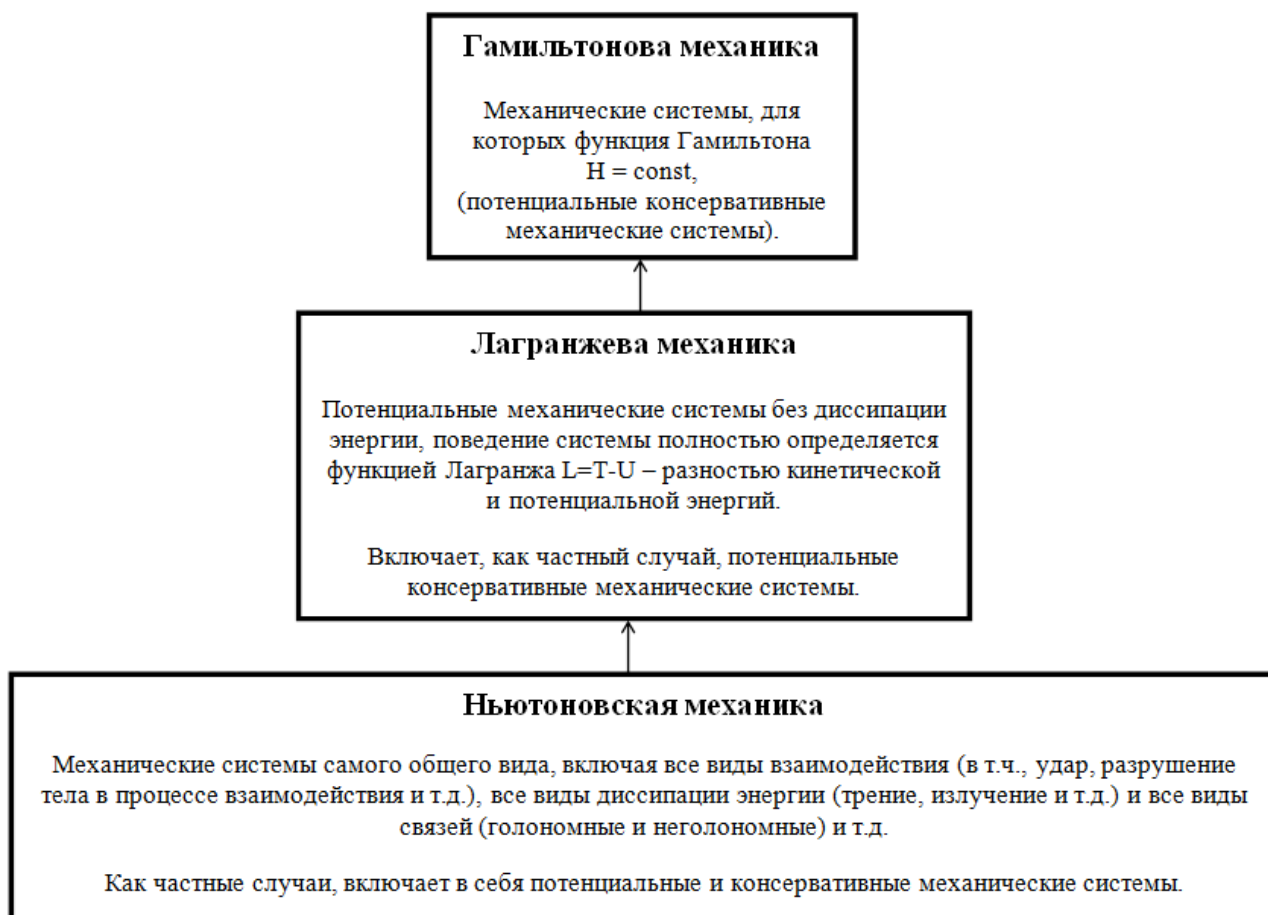 Гамильтонова механика
Механические системы, для
которых функция Гамильтона
H = const,
(потенциальные консервативные
механические системы).
Лагранжева механика
Потенциальные механические системы без диссипации
энергии, поведение системы полностью определяется
функцией Лагранжа L=T-U – разностью кинетической
и потенциальной энергий.
Включает, как частный случай, потенциальные
консервативные механические системы.
Ньютоновская механика
Механические системы самого общего вида, включая все виды взаимодействия (в т.ч., удар, разрушение
тела в процессе взаимодействия и т.д.), все виды диссипации энергии (трение, излучение и т.д.) и все виды
связей (голономные и неголономные) и т.д.
Как частные случаи, включает в себя потенциальные и консервативные механические системы.